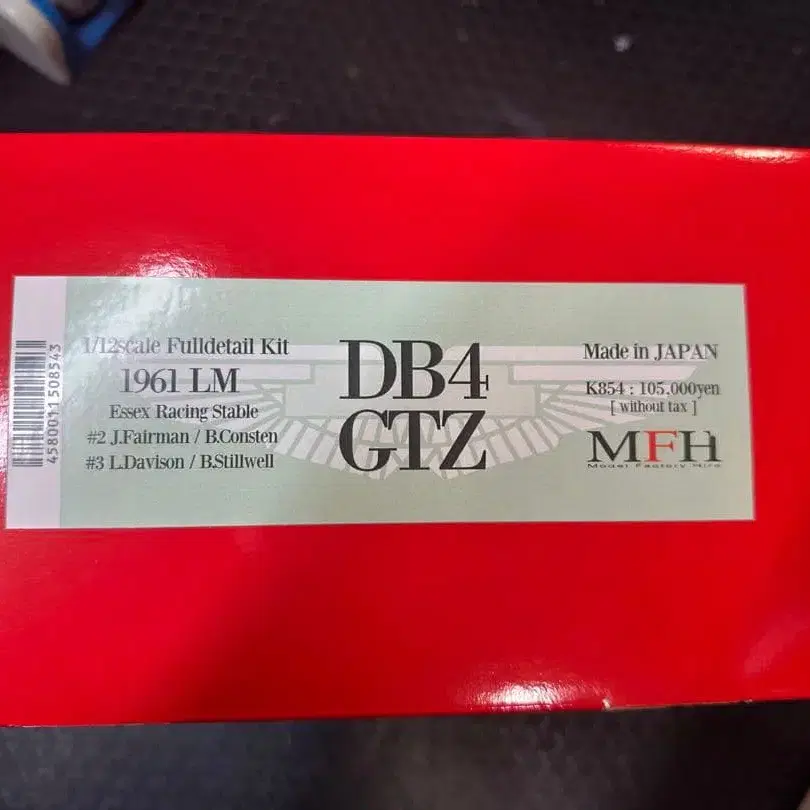 4580011508543
1/12scale Fulldetail Kit
1961 LM
Essex Racing Stable
#2 J.Fairman / B.Consten
#3 L.Davison / B.Stillwell
DB4
GTZ
Made in JAPAN
K854 : 105,000yen
[ without tax ]
MFH
Model Factory Hiro